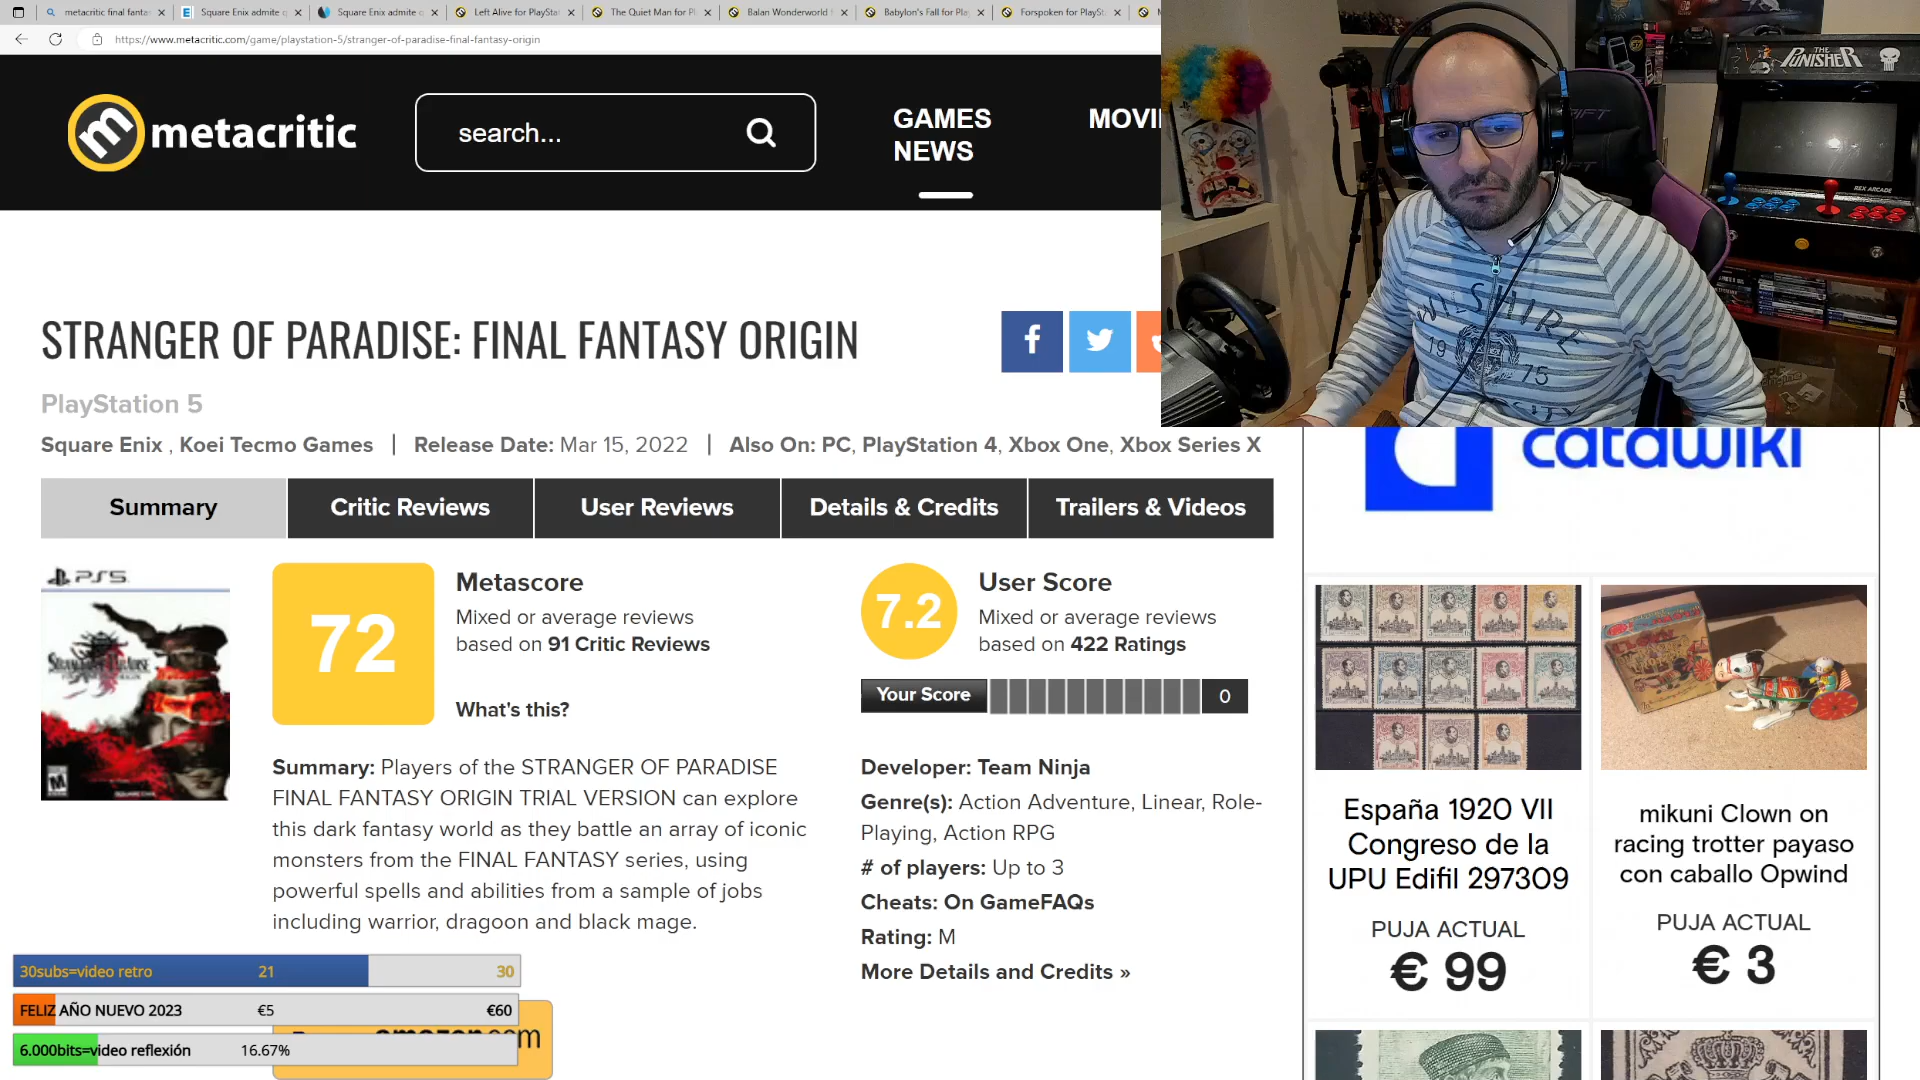 metacritic final fanta
Square Enix admite q
Square Enix admite q
Left Alive for PlaySta
The Quiet Man for P
Balan Wonderworld
Babylon's Fall for Pla
Forspoken for PlaySt
https://www.metacritic.com/game/playstation-5/stranger-of-paradise-final-fantasy-origin
metacritic
search...
GAMES
NEWS
MOVI
THE
PUNISHER
REX ARCADE
WILSHIRE
19 75
STRANGER OF PARADISE: FINAL FANTASY ORIGIN
PlayStation 5
Square Enix , Koei Tecmo Games | Release Date: Mar 15, 2022 | Also On: PC, PlayStation 4, Xbox One, Xbox Series X
catawiki
Summary
Critic Reviews
User Reviews
Details & Credits
Trailers & Videos
PS5
STRANGER OF PARADISE
72
Metascore
Mixed or average reviews
based on 91 Critic Reviews
What's this?
7.2
User Score
Mixed or average reviews
based on 422 Ratings
Your Score
0
Summary: Players of the STRANGER OF PARADISE
FINAL FANTASY ORIGIN TRIAL VERSION can explore
this dark fantasy world as they battle an array of iconic
monsters from the FINAL FANTASY series, using
powerful spells and abilities from a sample of jobs
including warrior, dragoon and black mage.
Developer: Team Ninja
Genre(s): Action Adventure, Linear, Role-
Playing, Action RPG
# of players: Up to 3
Cheats: On GameFAQs
Rating: M
More Details and Credits »
España 1920 VII
Congreso de la
UPU Edifil 297309
PUJA ACTUAL
€ 99
mikuni Clown on
racing trotter payaso
con caballo Opwind
PUJA ACTUAL
€ 3
30subs=video retro 21 30
FELIZ AÑO NUEVO 2023 €5 €60
6.000bits=video reflexión 16.67%